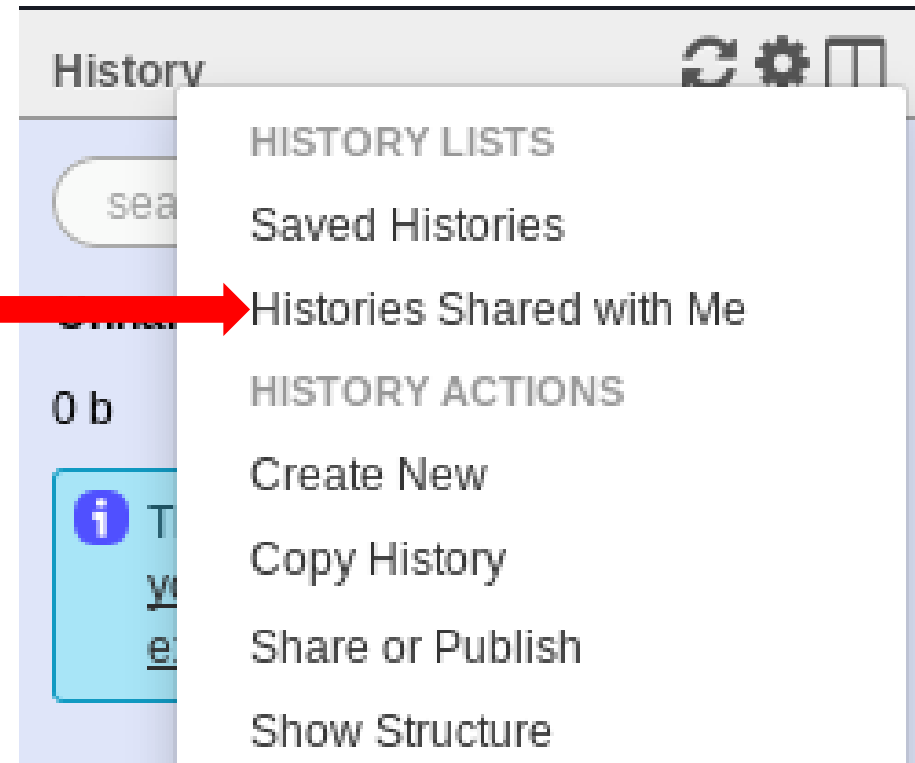 History
HISTORY LISTS
Saved Histories
Histories Shared with Me
0 b
HISTORY ACTIONS
Create New
Copy History
Share or Publish
Show Structure